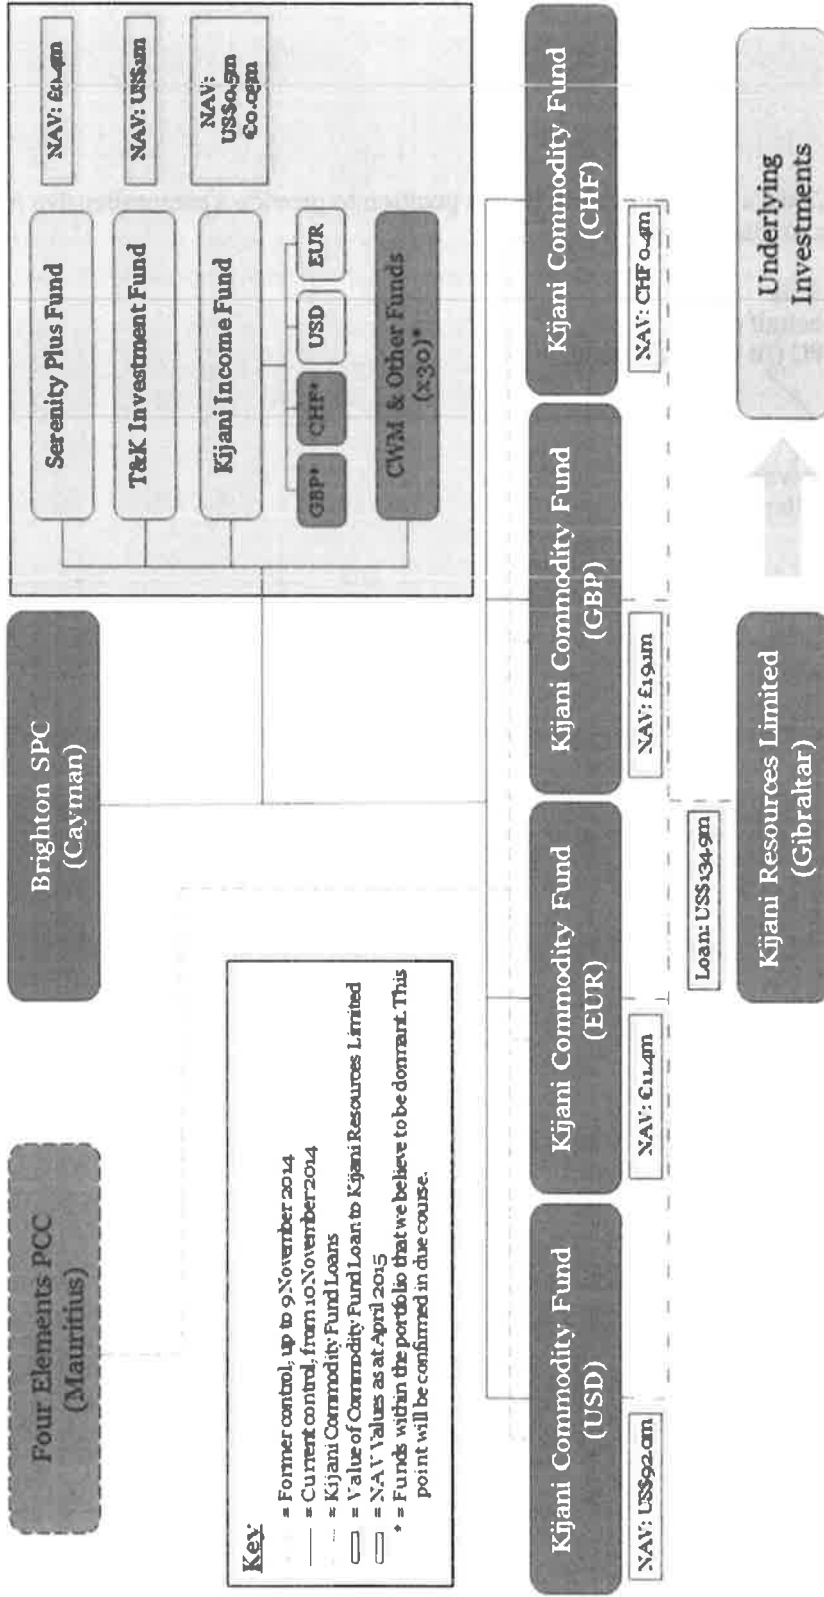 Four Elements PCC
(Mauritius)
Brighton SPC
(Cayman)
Serenity Plus Fund
NAV:
T&K Investment Fund
NAV:
Kijani Income Fund
NAV:
US$0.5m
GBP*
CHF*
USD
EUR
CWM & Other Funds
(x30)*
Key
= Former control, up to 9 November 2014
= Current control, from 10 November 2014
= Kijani Commodity Fund Loans
= Value of Commodity Fund Loan to Kijani Resources Limited
= NAV Values as at April 2015
* = Funds within the portfolio that we believe to be dormant. This
point will be confirmed in due course.
Kijani Commodity Fund
(USD)
NAV: US$92.0m
Kijani Commodity Fund
(EUR)
NAV: €11.4m
Kijani Commodity Fund
(GBP)
NAV: £19.1m
Kijani Commodity Fund
(CHF)
NAV: CHF 0.4m
Loan: US$134.9m
Kijani Resources Limited
(Gibraltar)
Underlying
Investments